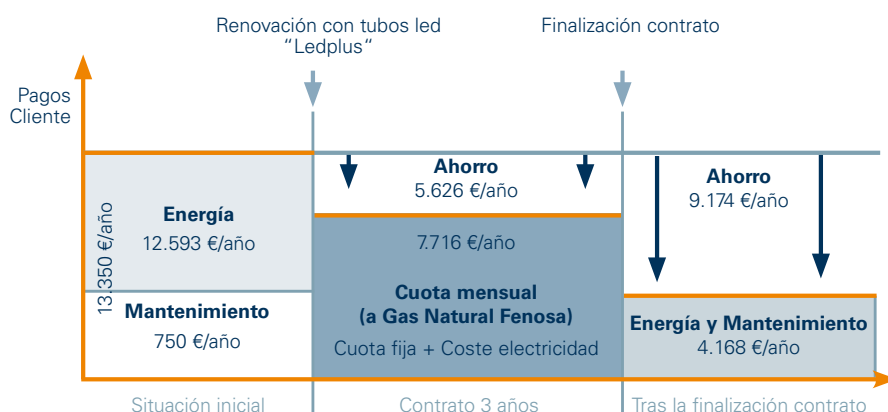 Renovación con tubos led
“Ledplus“
Finalización contrato
Pagos
Cliente
13.350 €/año
Energía
12.593 €/año
Mantenimiento
750 €/año
Ahorro
5.626 €/año
7.716 €/año
Cuota mensual
(a Gas Natural Fenosa)
Cuota fija + Coste electricidad
Ahorro
9.174 €/año
Energía y Mantenimiento
4.168 €/año
Situación inicial
Contrato 3 años
Tras la finalización contrato